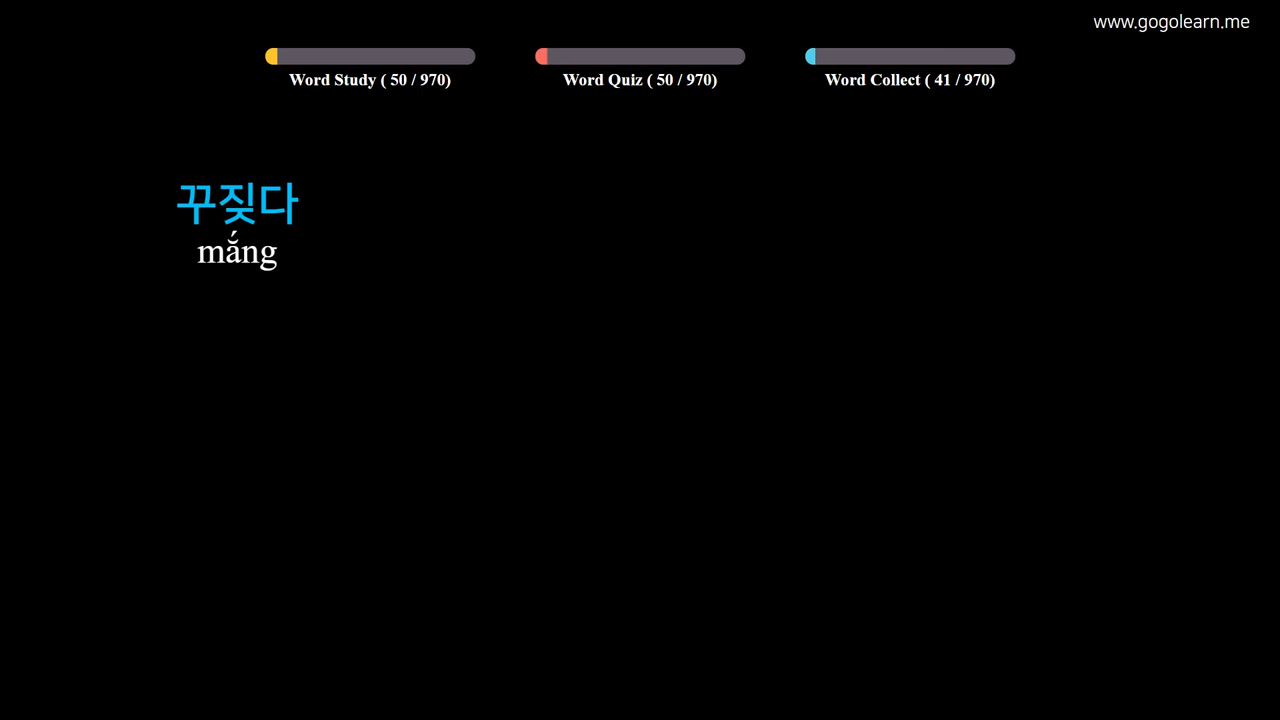 www.gogolearn.me
Word Study ( 50 / 970)
Word Quiz ( 50 / 970)
Word Collect ( 41 / 970)
꾸짖다
mắng